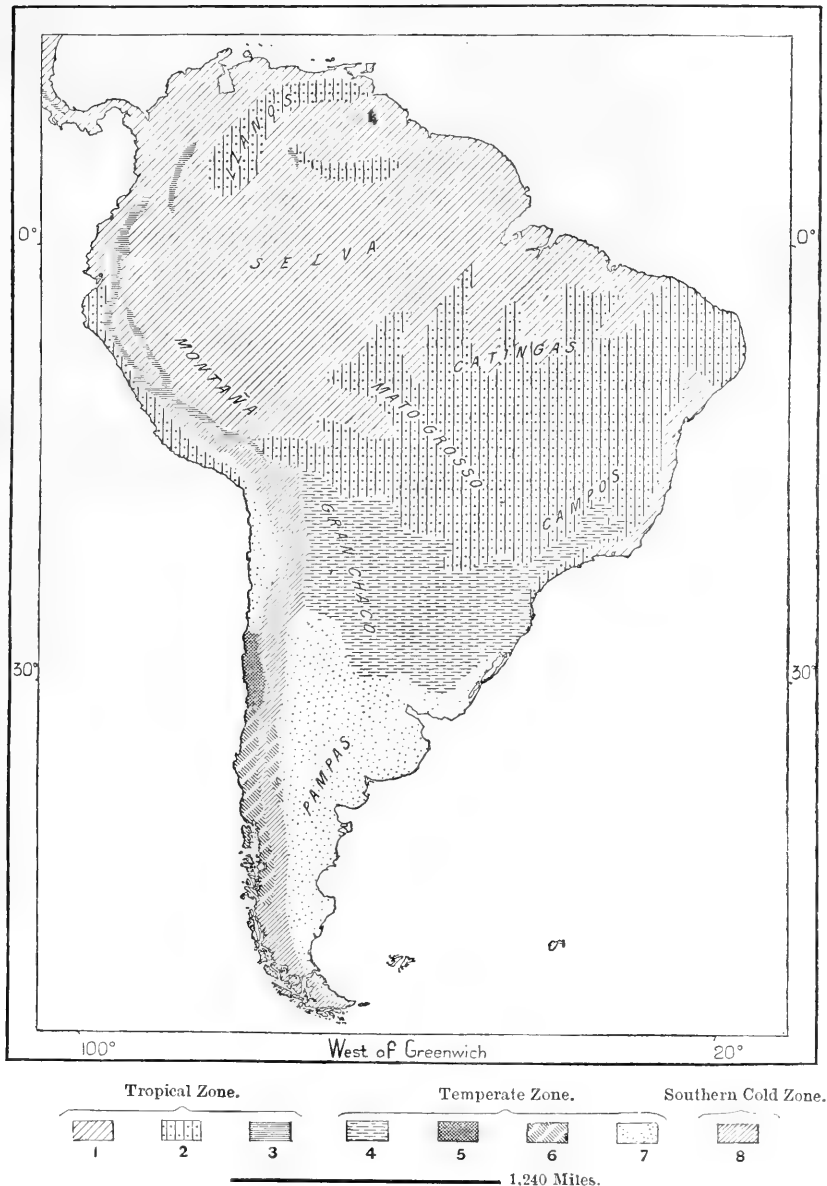 LLANOS
0° 0°
SELVA
MONTAÑA
CATINGAS
MATO GROSSO
CAMPOS
GRAN CHACO
30° 30°
PAMPAS
100° West of Greenwich 20°
Tropical Zone. Temperate Zone. Southern Cold Zone.
1 2 3 4 5 6 7 8
1,240 Miles.